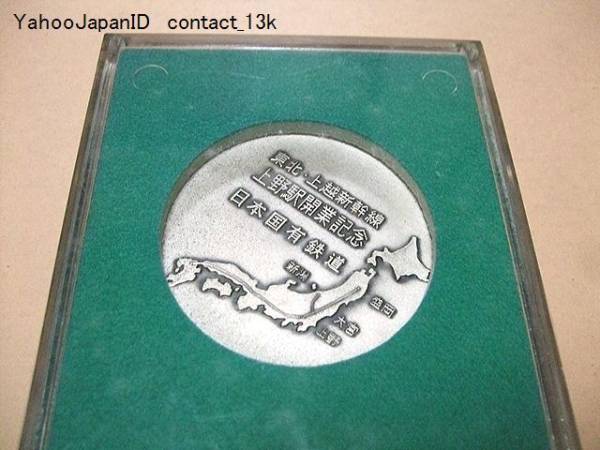 YahooJapanID contact_13k
東北・上越新幹線
上野駅開業記念
日本国有鉄道
新潟
盛岡
大宮
上野